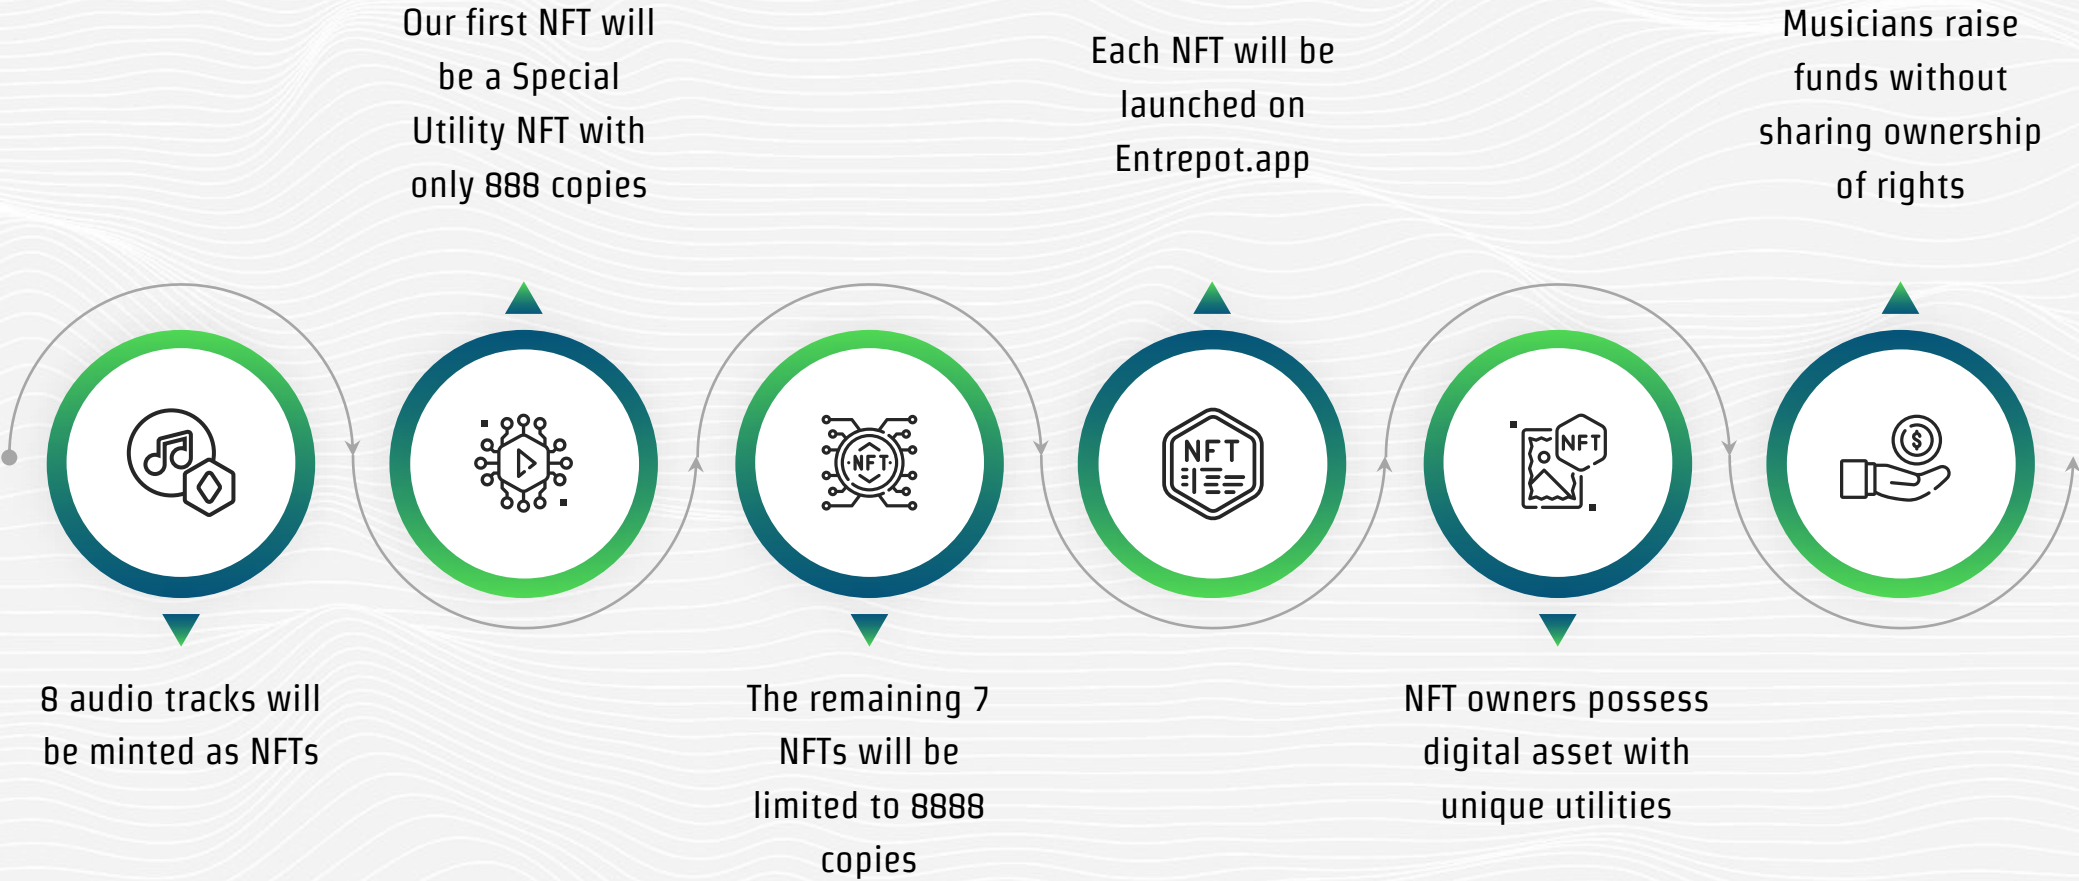 8 audio tracks will
be minted as NFTs
Our first NFT will
be a Special
Utility NFT with
only 888 copies
The remaining 7
NFTs will be
limited to 8888
copies
Each NFT will be
launched on
Entrepot.app
NFT owners possess
digital asset with
unique utilities
Musicians raise
funds without
sharing ownership
of rights
NFT
NFT
NFT
$